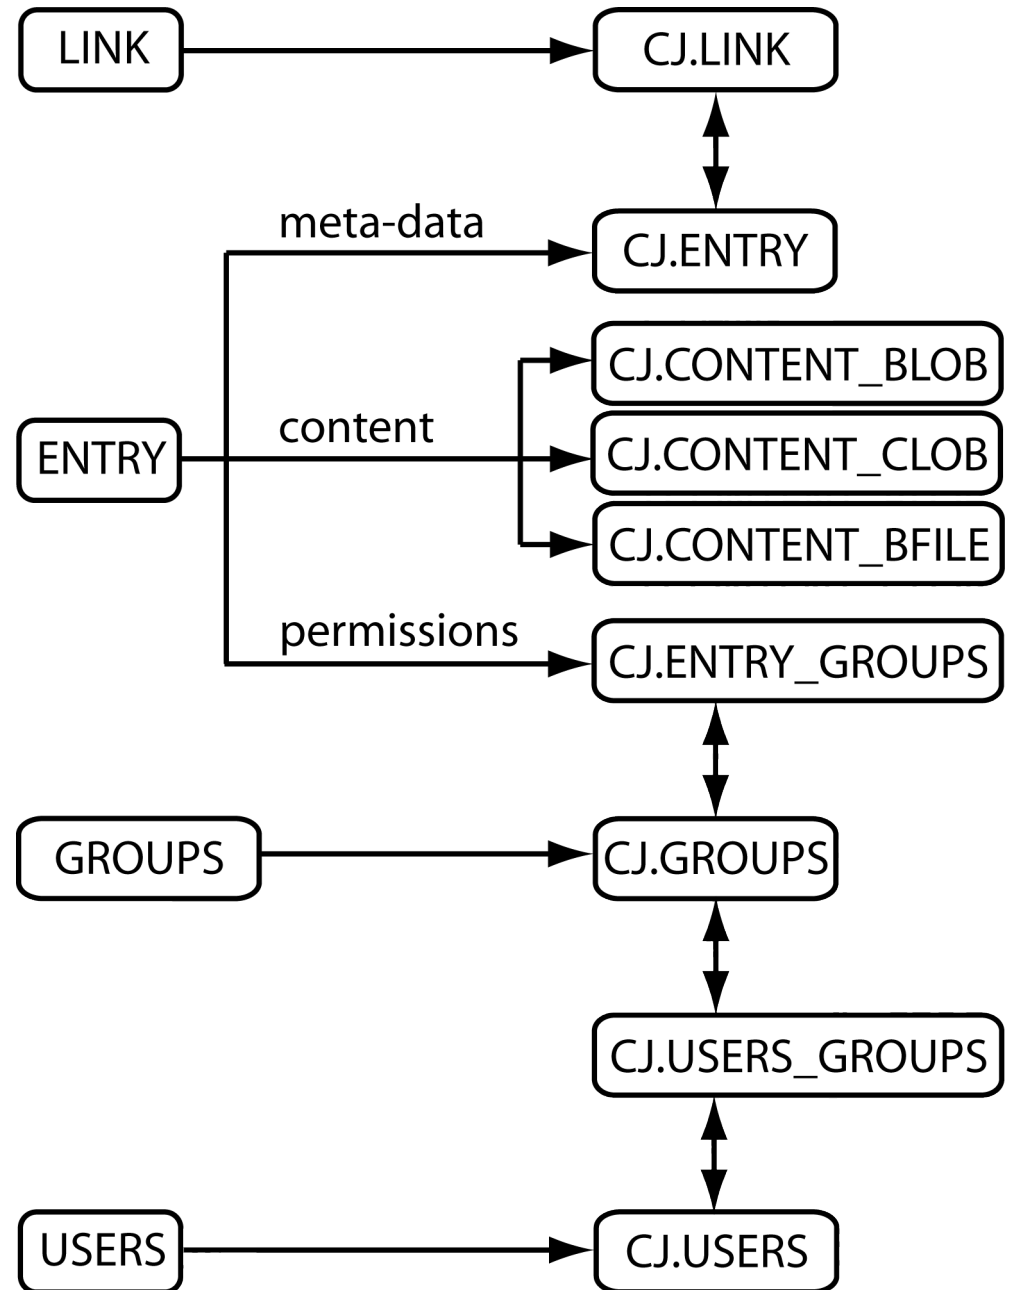 LINK
CJ.LINK
meta-data
CJ.ENTRY
CJ.CONTENT_BLOB
content
ENTRY
CJ.CONTENT_CLOB
CJ.CONTENT_BFILE
permissions
CJ.ENTRY_GROUPS
GROUPS
CJ.GROUPS
CJ.USERS_GROUPS
USERS
CJ.USERS